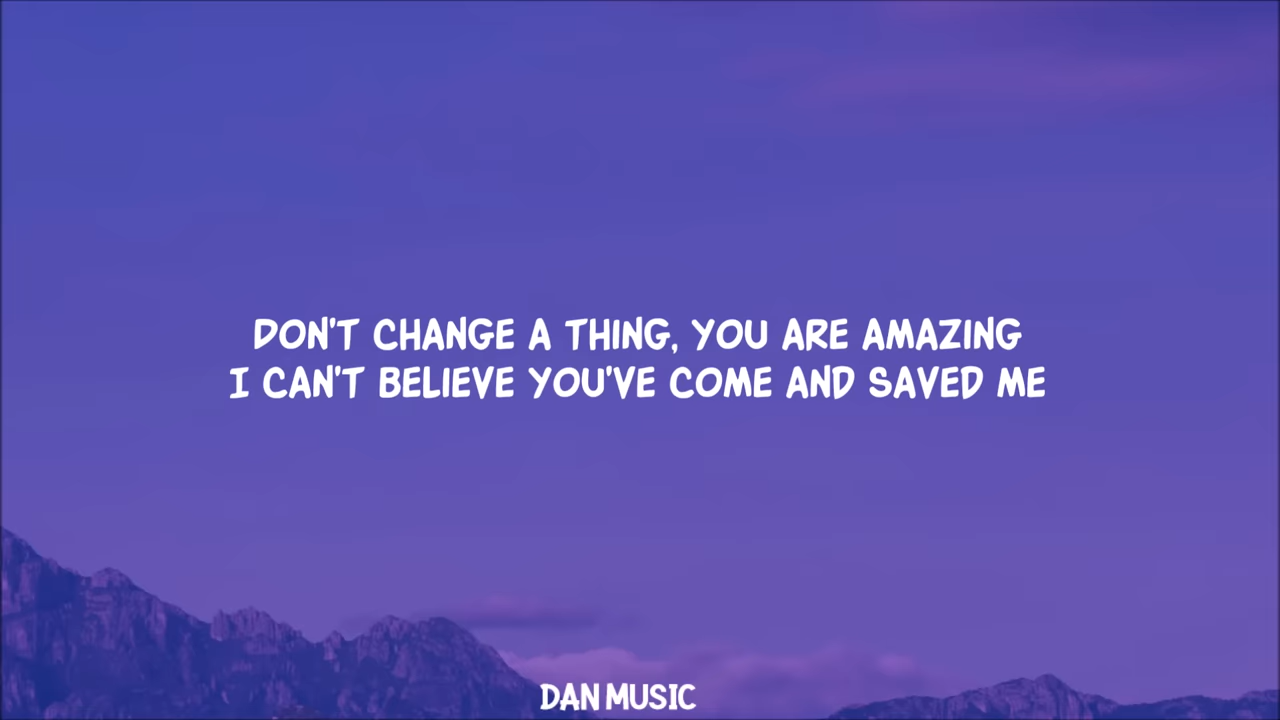 DON'T CHANGE A THING, YOU ARE AMAZING
I CAN'T BELIEVE YOU'VE COME AND SAVED ME
DAN MUSIC